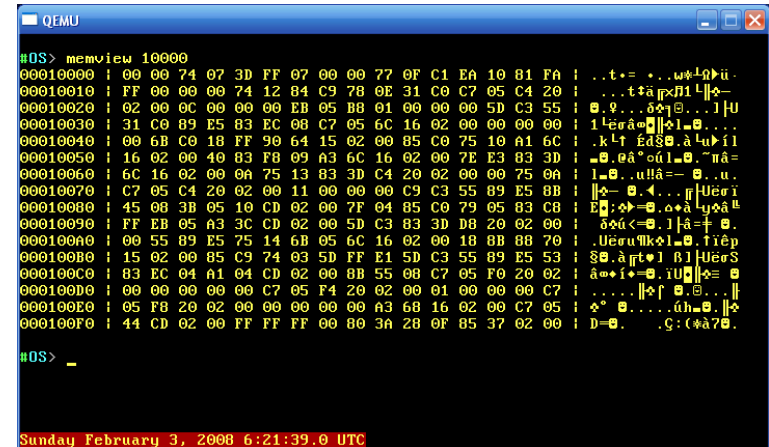 QEMU
#OS> memview 10000
00010000 ¦ 00 00 74 07 3D FF 07 00 00 77 0F C1 EA 10 81 FA ¦
00010010 ¦ FF 00 00 00 74 12 84 C9 78 0E 31 C0 C7 05 C4 20 ¦
00010020 ¦ 02 00 0C 00 00 00 EB 05 B8 01 00 00 00 5D C3 55 ¦
00010030 ¦ 31 C0 89 E5 83 EC 08 C7 05 6C 16 02 00 00 00 00 ¦
00010040 ¦ 00 6B C0 18 FF 90 64 15 02 00 85 C0 75 10 A1 6C ¦
00010050 ¦ 16 02 00 40 83 F8 09 A3 6C 16 02 00 7E E3 83 3D ¦
00010060 ¦ 6C 16 02 00 0A 75 13 83 3D C4 20 02 00 00 75 0A ¦
00010070 ¦ C7 05 C4 20 02 00 11 00 00 00 C9 C3 55 89 E5 8B ¦
00010080 ¦ 45 08 3B 05 10 CD 02 00 7F 04 85 C0 79 05 83 C8 ¦
00010090 ¦ FF EB 05 A3 3C CD 02 00 5D C3 83 3D D8 20 02 00 ¦
000100A0 ¦ 00 55 89 E5 75 14 6B 05 6C 16 02 00 18 8B 88 70 ¦
000100B0 ¦ 15 02 00 85 C9 74 03 5D FF E1 5D C3 55 89 E5 53 ¦
000100C0 ¦ 83 EC 04 A1 04 CD 02 00 8B 55 08 C7 05 F0 20 02 ¦
000100D0 ¦ 00 00 00 00 00 C7 05 F4 20 02 00 01 00 00 00 C7 ¦
000100E0 ¦ 05 F8 20 02 00 00 00 00 00 A3 68 16 02 00 C7 05 ¦
000100F0 ¦ 44 CD 02 00 FF FF FF 00 80 3A 28 0F 85 37 02 00 ¦
#OS> _
Sunday February 3, 2008 6:21:39.0 UTC